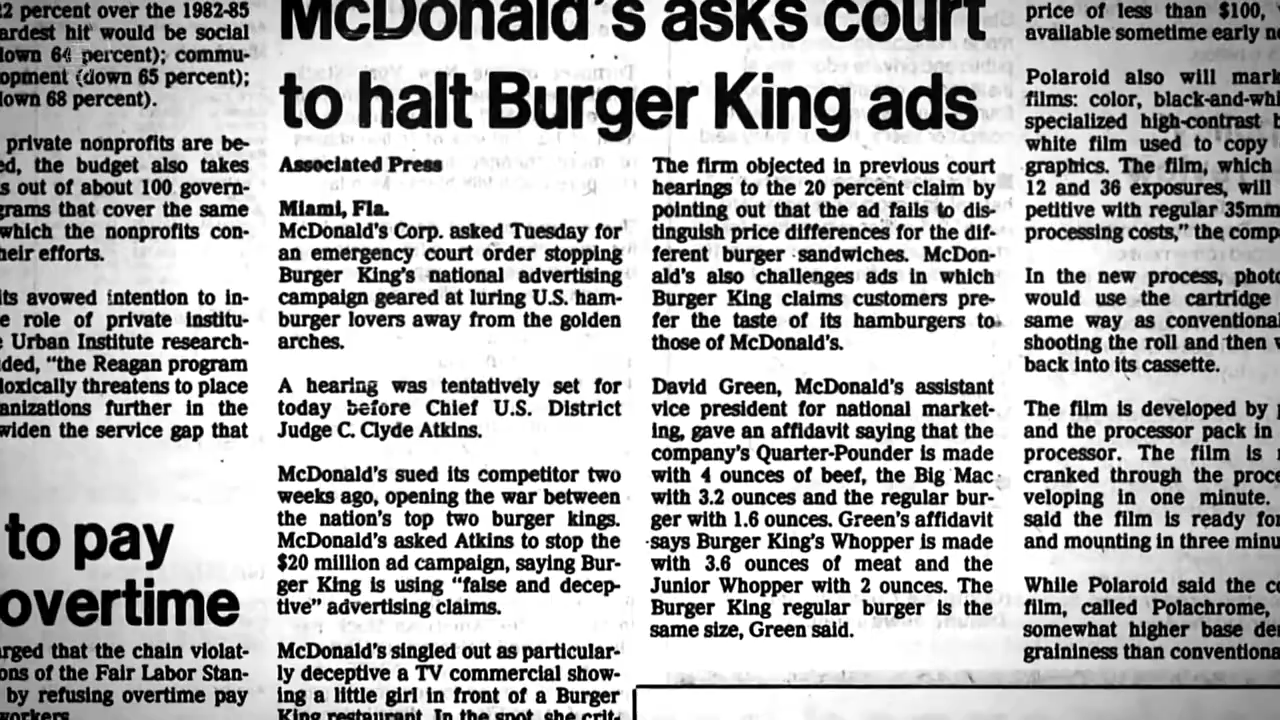 22 percent over the 1982-85
ardest hit would be social
down 64 percent); commu-
opment (down 65 percent);
down 68 percent).
private nonprofits are be-
ed, the budget also takes
s out of about 100 govern-
grams that cover the same
which the nonprofits con-
heir efforts.
its avowed intention to in-
e role of private institu-
Urban Institute research-
ded, "the Reagan program
doxically threatens to place
anizations further in the
widen the service gap that
to pay
overtime
arged that the chain violat-
ons of the Fair Labor Stan-
by refusing overtime pay
workers
McDonald's asks court
to halt Burger King ads
Associated Press
Miami, Fla.
McDonald's Corp. asked Tuesday for
an emergency court order stopping
Burger King's national advertising
campaign geared at luring U.S. ham-
burger lovers away from the golden
arches.
A hearing was tentatively set for
today before Chief U.S. District
Judge C. Clyde Atkins.
McDonald's sued its competitor two
weeks ago, opening the war between
the nation's top two burger kings.
McDonald's asked Atkins to stop the
$20 million ad campaign, saying Bur-
ger King is using "false and decep-
tive" advertising claims.
McDonald's singled out as particular-
ly deceptive a TV commercial show-
ing a little girl in front of a Burger
King restaurant. In the spot, she crit-
The firm objected in previous court
hearings to the 20 percent claim by
pointing out that the ad fails to dis-
tinguish price differences for the dif-
ferent burger sandwiches. McDon-
ald's also challenges ads in which
Burger King claims customers pre-
fer the taste of its hamburgers to
those of McDonald's.
David Green, McDonald's assistant
vice president for national market-
ing, gave an affidavit saying that the
company's Quarter-Pounder is made
with 4 ounces of beef, the Big Mac
with 3.2 ounces and the regular bur-
ger with 1.6 ounces. Green's affidavit
says Burger King's Whopper is made
with 3.6 ounces of meat and the
Junior Whopper with 2 ounces. The
Burger King regular burger is the
same size, Green said.
price of less than $100,
available sometime early
Polaroid also will mark
films: color, black-and-whi
specialized high-contrast
white film used to copy
graphics. The film, which
12 and 36 exposures, will
petitive with regular 35mm
processing costs," the comp
In the new process, photo
would use the cartridge
same way as conventional
shooting the roll and then
back into its cassette.
The film is developed by
and the processor pack in
processor. The film is
cranked through the proce
veloping in one minute.
said the film is ready for
and mounting in three minu
While Polaroid said the
film, called Polachrome,
somewhat higher base de
graininess than conventiona